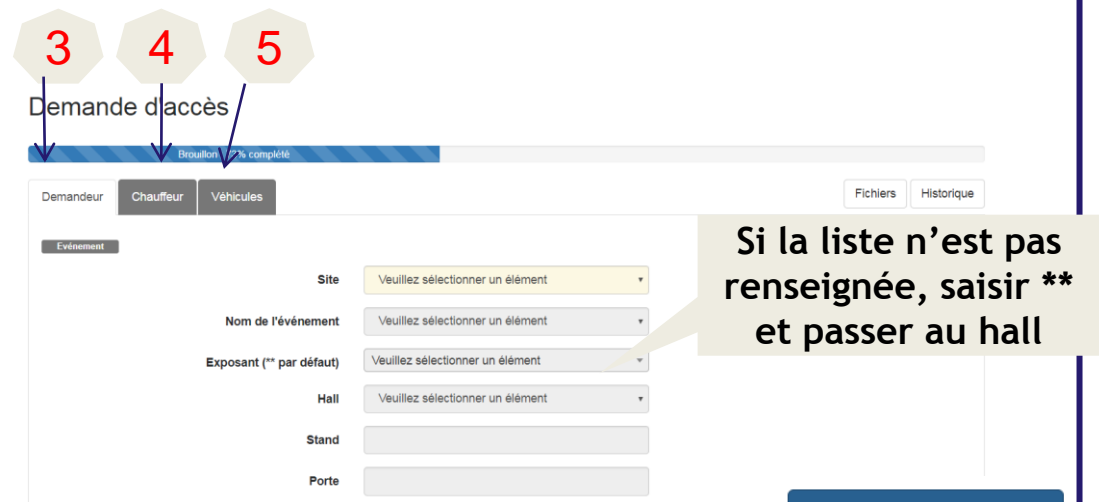 3 4 5
Demande d'accès
Brouillon % complété
Demandeur Chauffeur Véhicules Fichiers Historique
Evénement
Si la liste n'est pas
renseignée, saisir **
et passer au hall
Site Veuillez sélectionner un élément
Nom de l'événement Veuillez sélectionner un élément
Exposant (** par défaut) Veuillez sélectionner un élément
Hall Veuillez sélectionner un élément
Stand
Porte